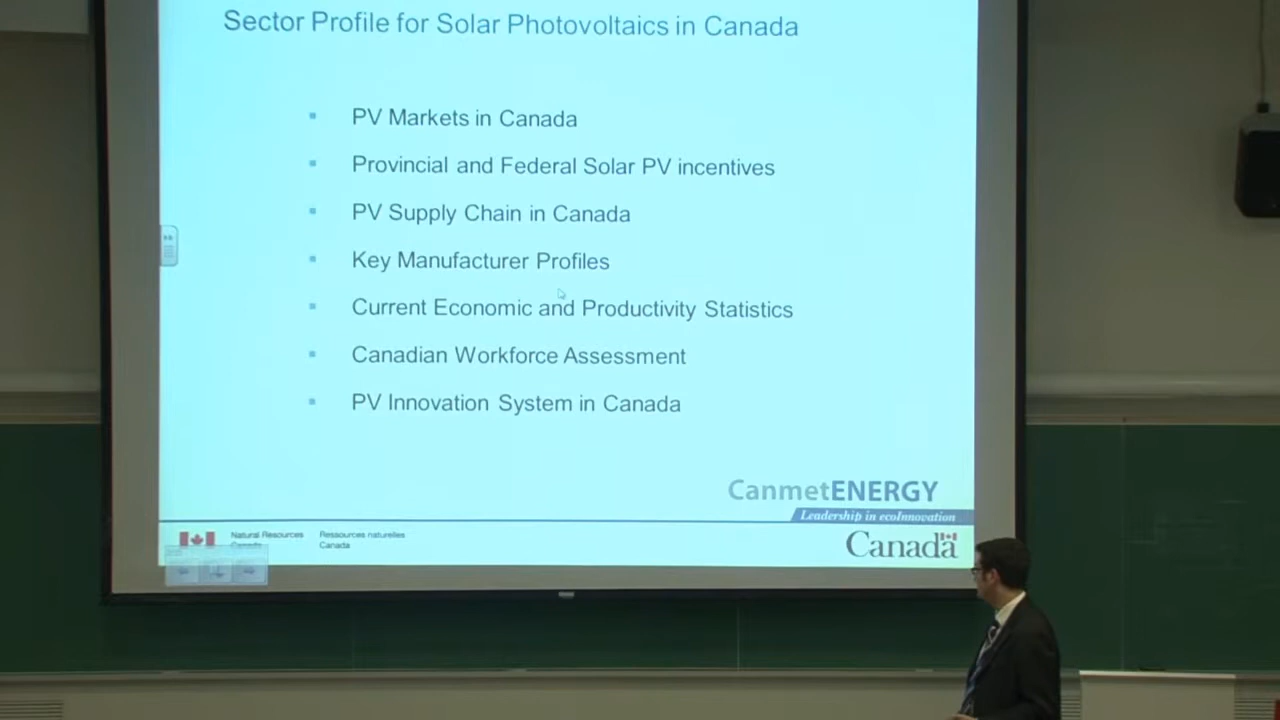 Sector Profile for Solar Photovoltaics in Canada
PV Markets in Canada
Provincial and Federal Solar PV incentives
PV Supply Chain in Canada
Key Manufacturer Profiles
Current Economic and Productivity Statistics
Canadian Workforce Assessment
PV Innovation System in Canada
CanmetENERGY
Leadership in ecoInnovation
Natural Resources
Canada
Ressources naturelles
Canada
Canada